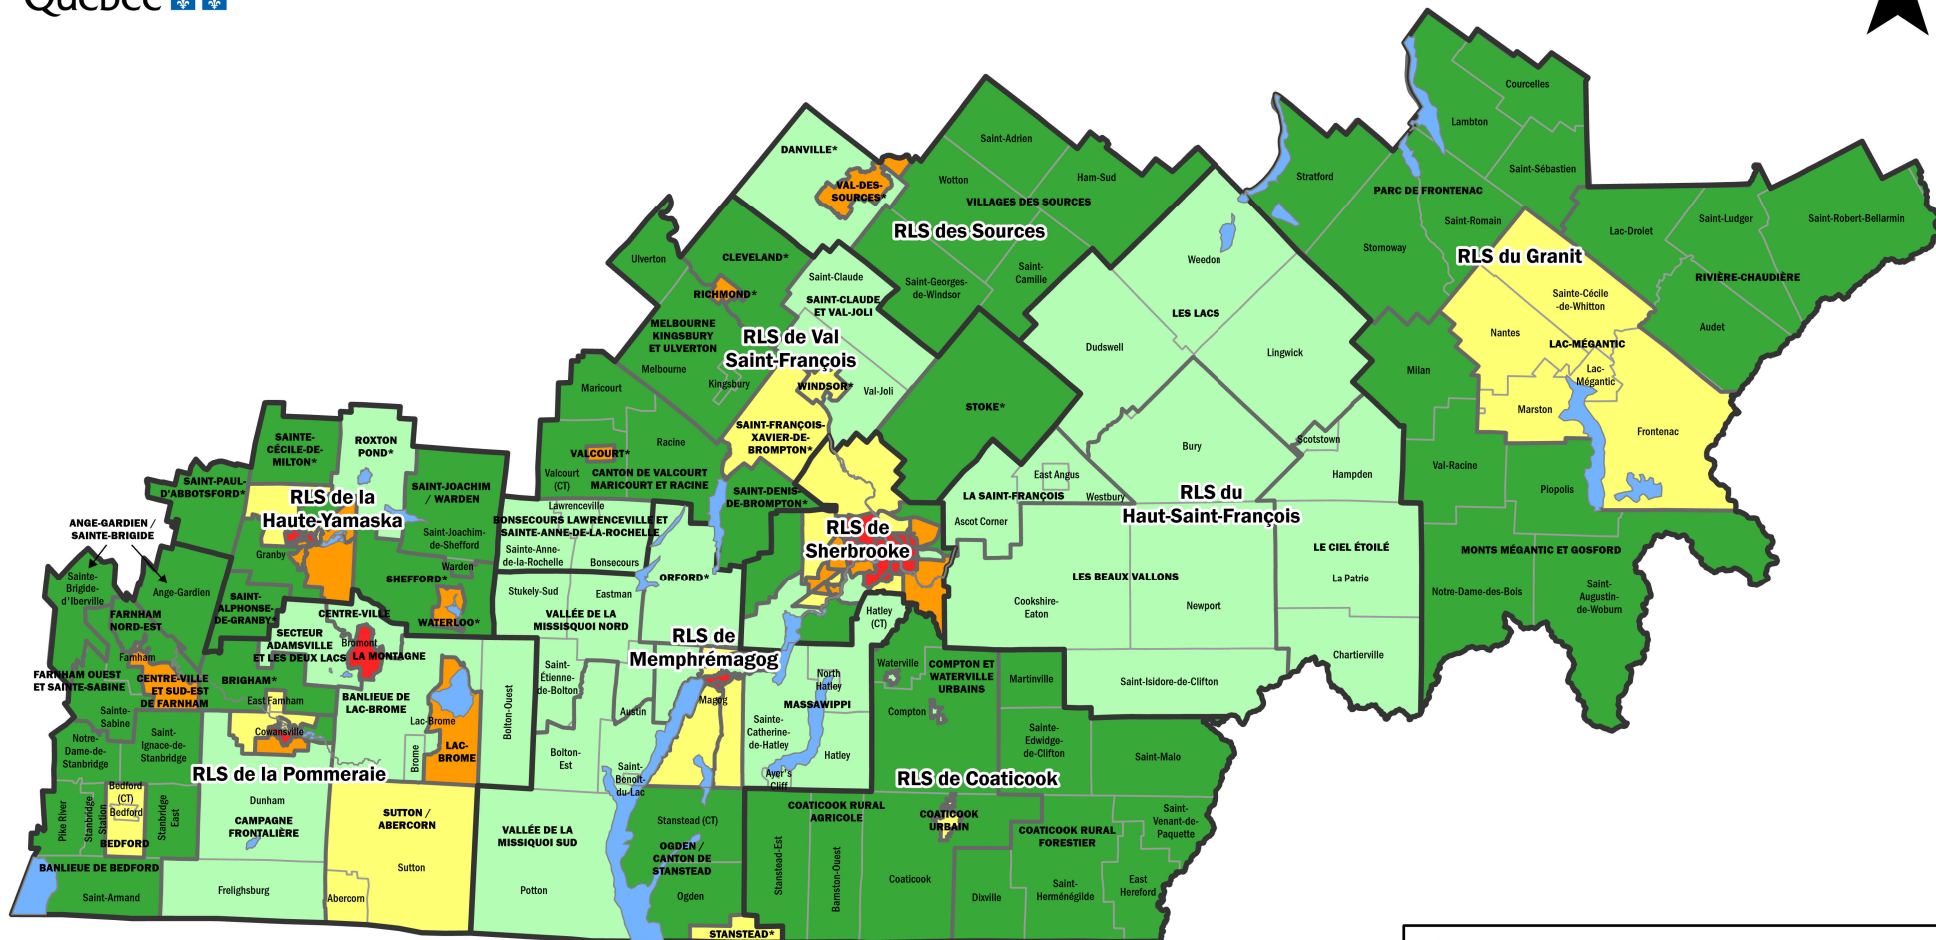 Québec
Courcelles
Lambton
Saint-Sébastien
Stratford
PARC DE FRONTENAC
Saint-Romain
Stornoway
RLS du Granit
Lac-Drolet
Saint-Ludger
Saint-Robert-Bellarmin
RIVIÈRE-CHAUDIÈRE
Audet
Sainte-Cécile
-de-Whitton
Nantes
LAC-MÉGANTIC
Lac-
Mégantic
Marston
Frontenac
Milan
Val-Racine
Piopolis
MONTS MÉGANTIC ET GOSFORD
Notre-Dame-des-Bois
Saint-
Augustin-
de-Woburn
DANVILLE*
VAL-DES-
SOURCES*
Saint-Adrien
Wotton
Ham-Sud
VILLAGES DES SOURCES
RLS des Sources
Saint-Georges-
de-Windsor
Saint-
Camille
Ulverton
CLEVELAND*
RICHMOND*
Saint-Claude
SAINT-CLAUDE
ET VAL-JOLI
MELBOURNE
KINGSBURY
ET ULVERTON
RLS de Val
Saint-François
Melbourne
Kingsbury
WINDSOR*
Val-Joli
Maricourt
Racine
SAINT-FRANÇOIS-
XAVIER-DE-
BROMPTON*
VALCOURT*
Valcourt
(CT)
CANTON DE VALCOURT
MARICOURT ET RACINE
SAINT-DENIS-
DE-BROMPTON*
STOKE*
Weedon
LES LACS
Dudswell
Lingwick
Bury
Scotstown
Hampden
East Angus
LA SAINT-FRANÇOIS
Westbury
Ascot Corner
RLS du
Haut-Saint-François
LE CIEL ÉTOILÉ
LES BEAUX VALLONS
La Patrie
Cookshire-
Eaton
Newport
Chartierville
Saint-Isidore-de-Clifton
SAINTE-
CÉCILE-DE-
MILTON*
ROXTON
POND*
SAINT-PAUL-
D'ABBOTSFORD*
RLS de la
Haute-Yamaska
SAINT-JOACHIM
/ WARDEN
Saint-Joachim-
de-Shefford
Warden
Granby
SHEFFORD*
SAINT-
ALPHONSE-
DE-GRANBY*
WATERLOO*
ANGE-GARDIEN /
SAINTE-BRIGIDE
Sainte-
Brigide-
d'Iberville
Ange-Gardien
FARNHAM
NORD-EST
Farnham
FARNHAM OUEST
ET SAINTE-SABINE
CENTRE-VILLE
ET SUD-EST
DE FARNHAM
CENTRE-VILLE
SECTEUR
ADAMSVILLE
ET LES DEUX LACS
Bromont
LA MONTAGNE
BRIGHAM*
East Farnham
BANLIEUE DE
LAC-BROME
Lac-Brome
LAC-
BROME
Brome
Bolton-Ouest
Sainte-
Sabine
Notre-
Dame-de-
Stanbridge
Saint-
Ignace-de-
Stanbridge
Cowansville
RLS de la Pommeraie
Pike River
Stanbridge
Station
Bedford
(CT)
Bedford
BEDFORD
Stanbridge
East
BANLIEUE DE BEDFORD
Saint-Armand
Dunham
CAMPAGNE
FRONTALIÈRE
Frelighsburg
SUTTON /
ABERCORN
Sutton
Abercorn
Lawrenceville
BONSECOURS LAWRENCEVILLE ET
SAINTE-ANNE-DE-LA-ROCHELLE
Sainte-Anne-
de-la-Rochelle
Bonsecours
Stukely-Sud
Eastman
VALLÉE DE LA
MISSISQUOI NORD
ORFORD*
RLS de
Memphrémagog
Saint-
Étienne-
de-Bolton
Austin
Magog
Bolton-
Est
Saint-
Benoît-
du-Lac
VALLÉE DE LA
MISSIQUOI SUD
Potton
North
Hatley
MASSAWIPPI
Sainte-
Catherine-
de-Hatley
Hatley
Ayer's
Cliff
Hatley
(CT)
Stanstead (CT)
OGDEN /
CANTON DE
STANSTEAD
Ogden
STANSTEAD*
RLS de
Sherbrooke
Waterville
COMPTON ET
WATERVILLE
URBAINS
Compton
Martinville
Sainte-
Edwidge-
de-Clifton
Saint-Malo
RLS de Coaticook
COATICOOK RURAL
AGRICOLE
COATICOOK
URBAIN
COATICOOK RURAL
FORESTIER
Saint-
Venant-de-
Paquette
Stanstead-Est
Barnston-Ouest
Coaticook
Dixville
Saint-
Herménégilde
East
Hereford